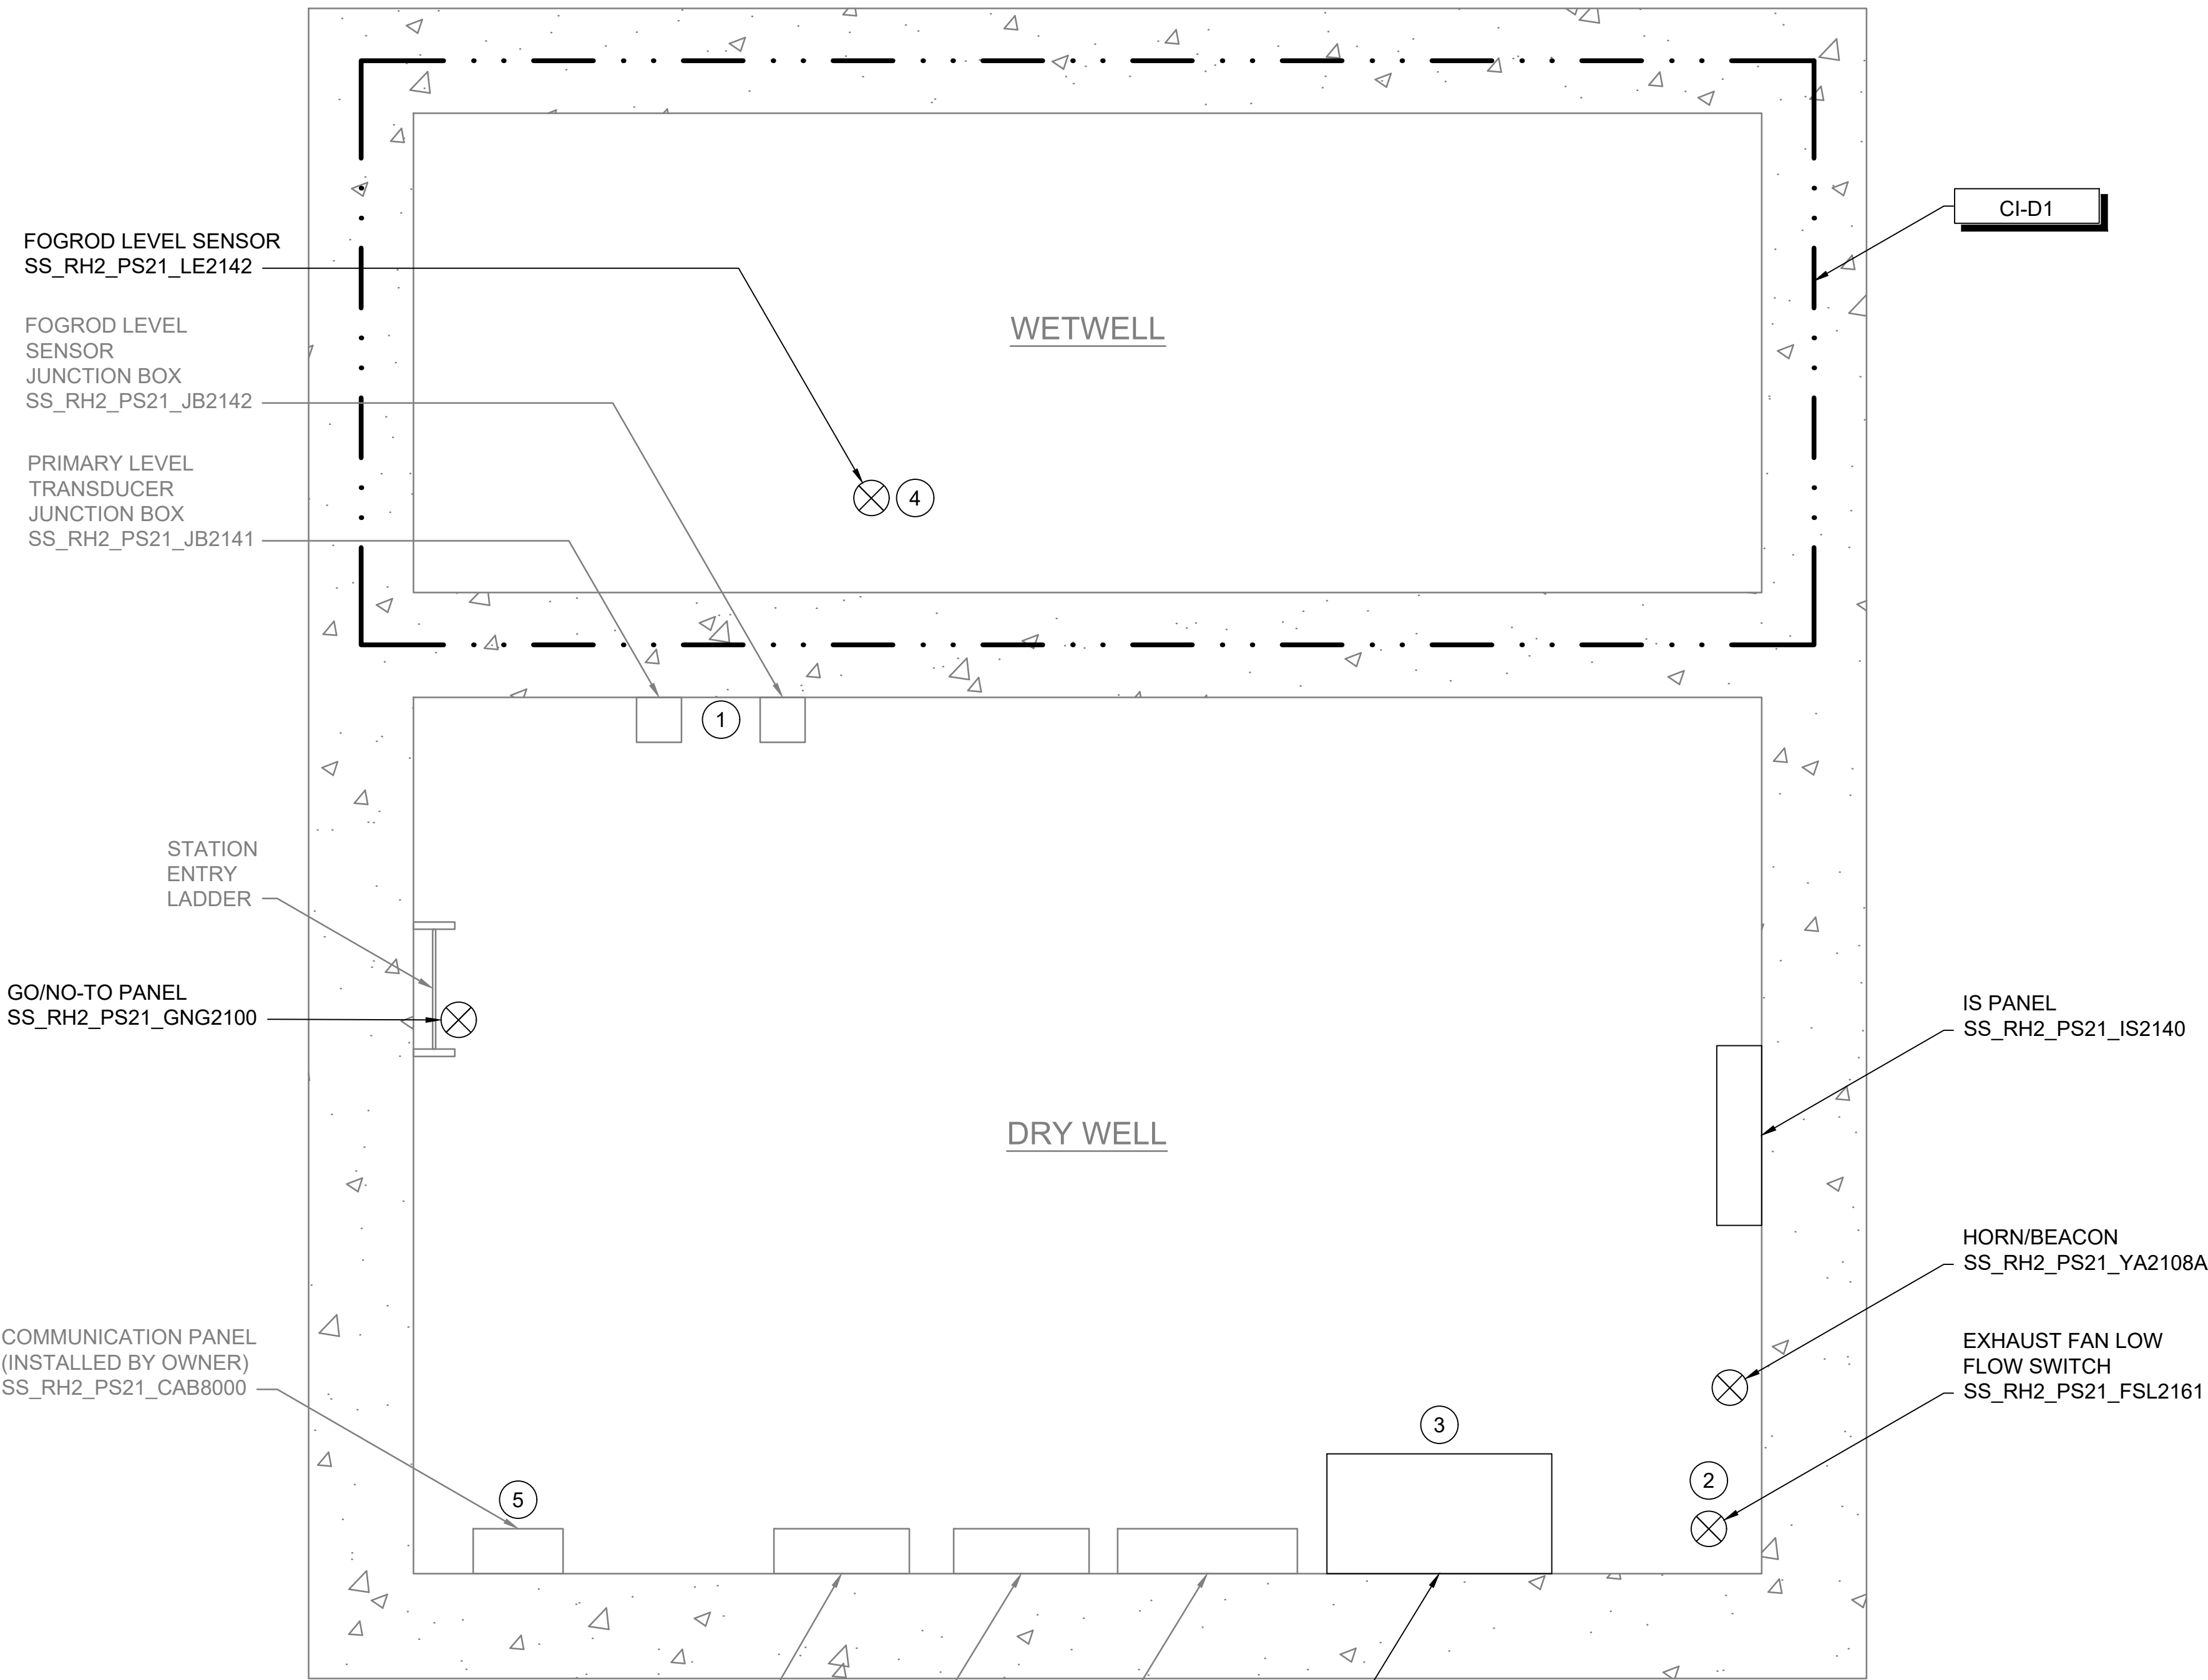 CI-D1
FOGROD LEVEL SENSOR
SS_RH2_PS21_LE2142
FOGROD LEVEL
SENSOR
JUNCTION BOX
SS_RH2_PS21_JB2142
WETWELL
PRIMARY LEVEL
TRANSDUCER
JUNCTION BOX
SS_RH2_PS21_JB2141
4
1
STATION
ENTRY
LADDER
GO/NO-TO PANEL
SS_RH2_PS21_GNG2100
IS PANEL
SS_RH2_PS21_IS2140
DRY WELL
HORN/BEACON
SS_RH2_PS21_YA2108A
COMMUNICATION PANEL
(INSTALLED BY OWNER)
SS_RH2_PS21_CAB8000
EXHAUST FAN LOW
FLOW SWITCH
SS_RH2_PS21_FSL2161
3
2
5